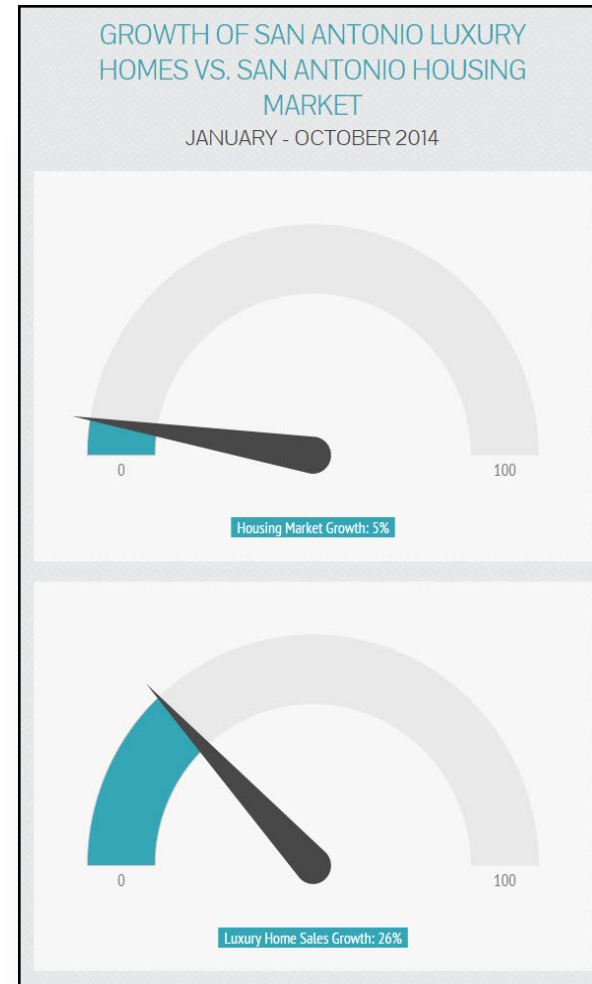 GROWTH OF SAN ANTONIO LUXURY
HOMES VS. SAN ANTONIO HOUSING
MARKET
JANUARY - OCTOBER 2014
0 100
Housing Market Growth: 5%
0 100
Luxury Home Sales Growth: 26%